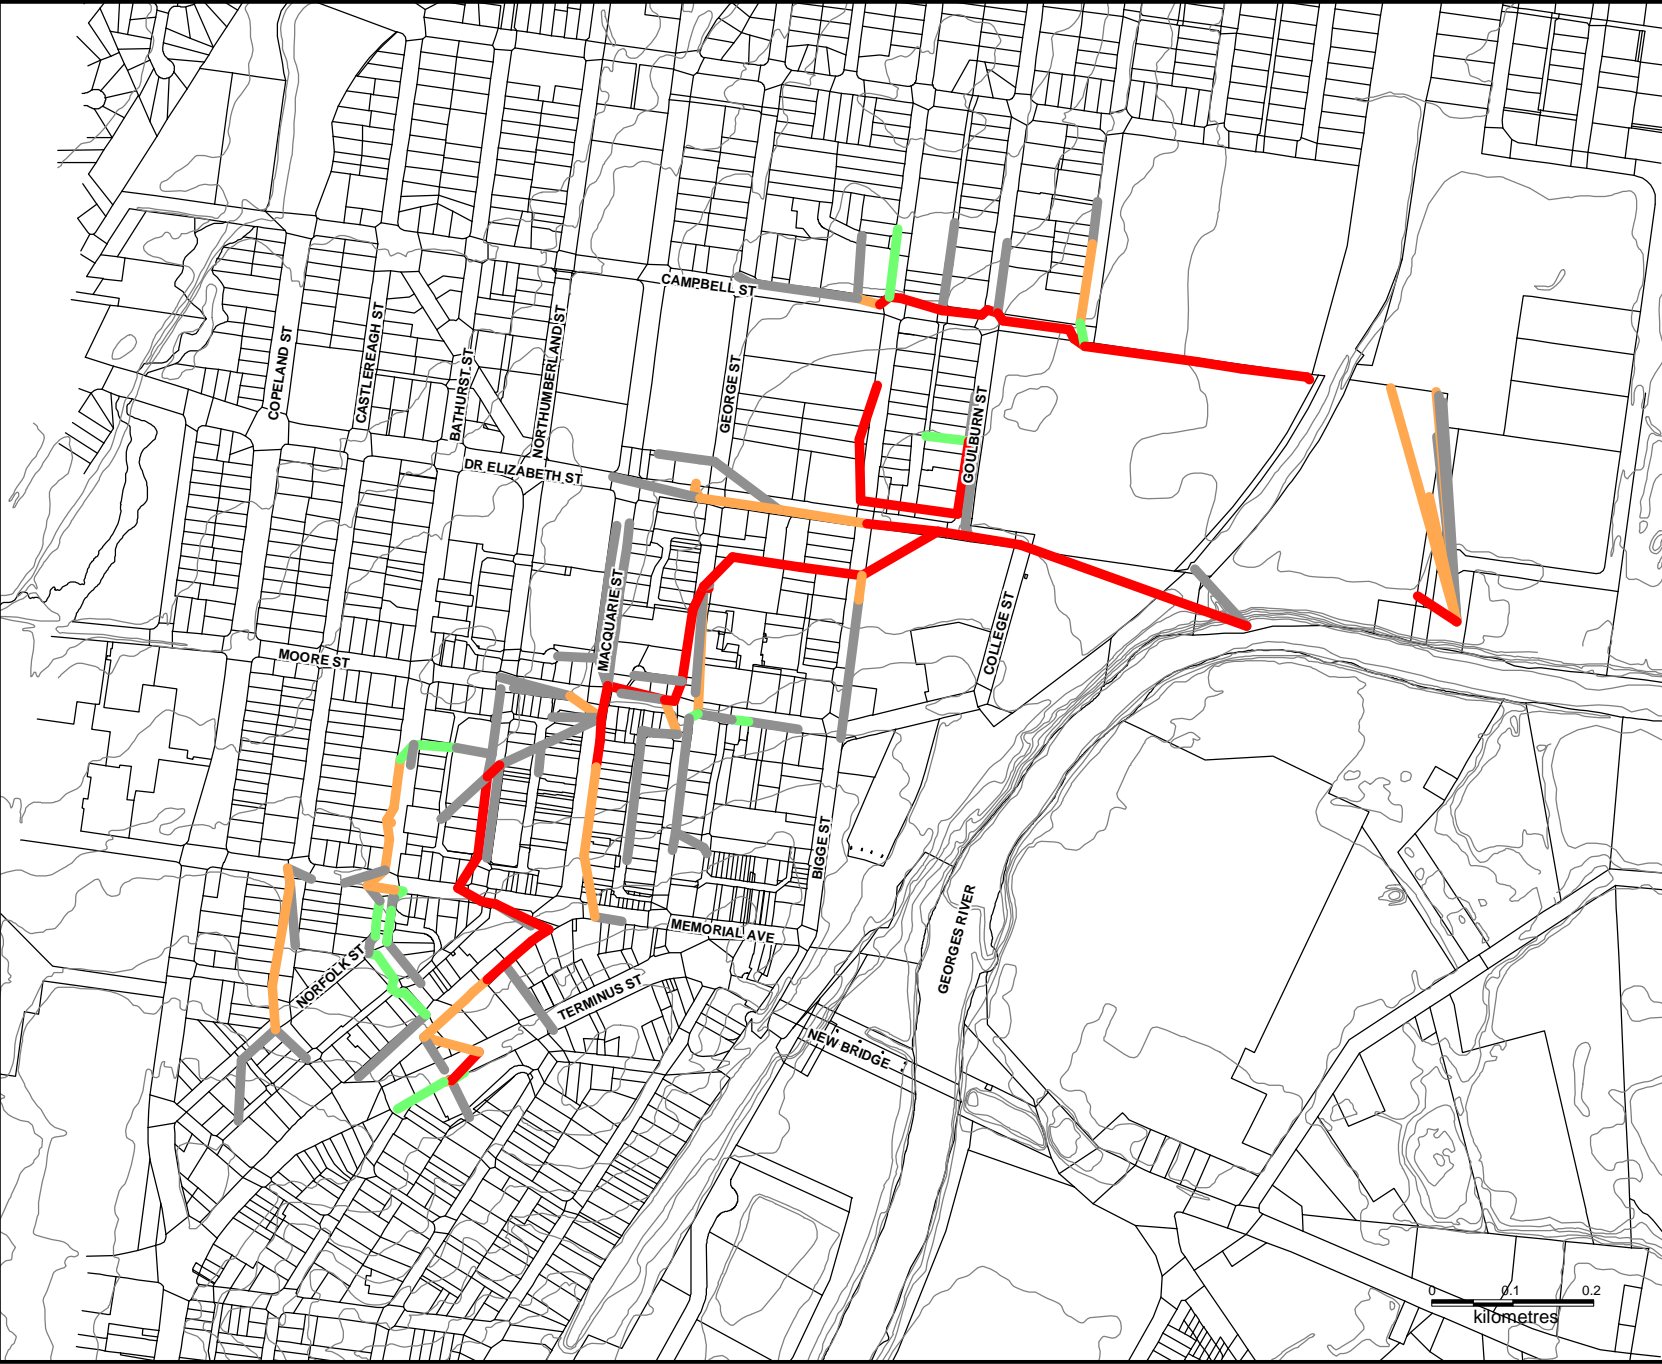 CAMPBELL ST
COPELAND ST
CASTLEREAGH ST
BATHURST ST
NORTHUMBERLAND ST
GEORGE ST
GOULBURN ST
DR ELIZABETH ST
MACQUARIE ST
COLLEGE ST
MOORE ST
BIGGE ST
MEMORIAL AVE
GEORGES RIVER
NORFOLK ST
TERMINUS ST
NEW BRIDGE
0 0.1 0.2
kilometres